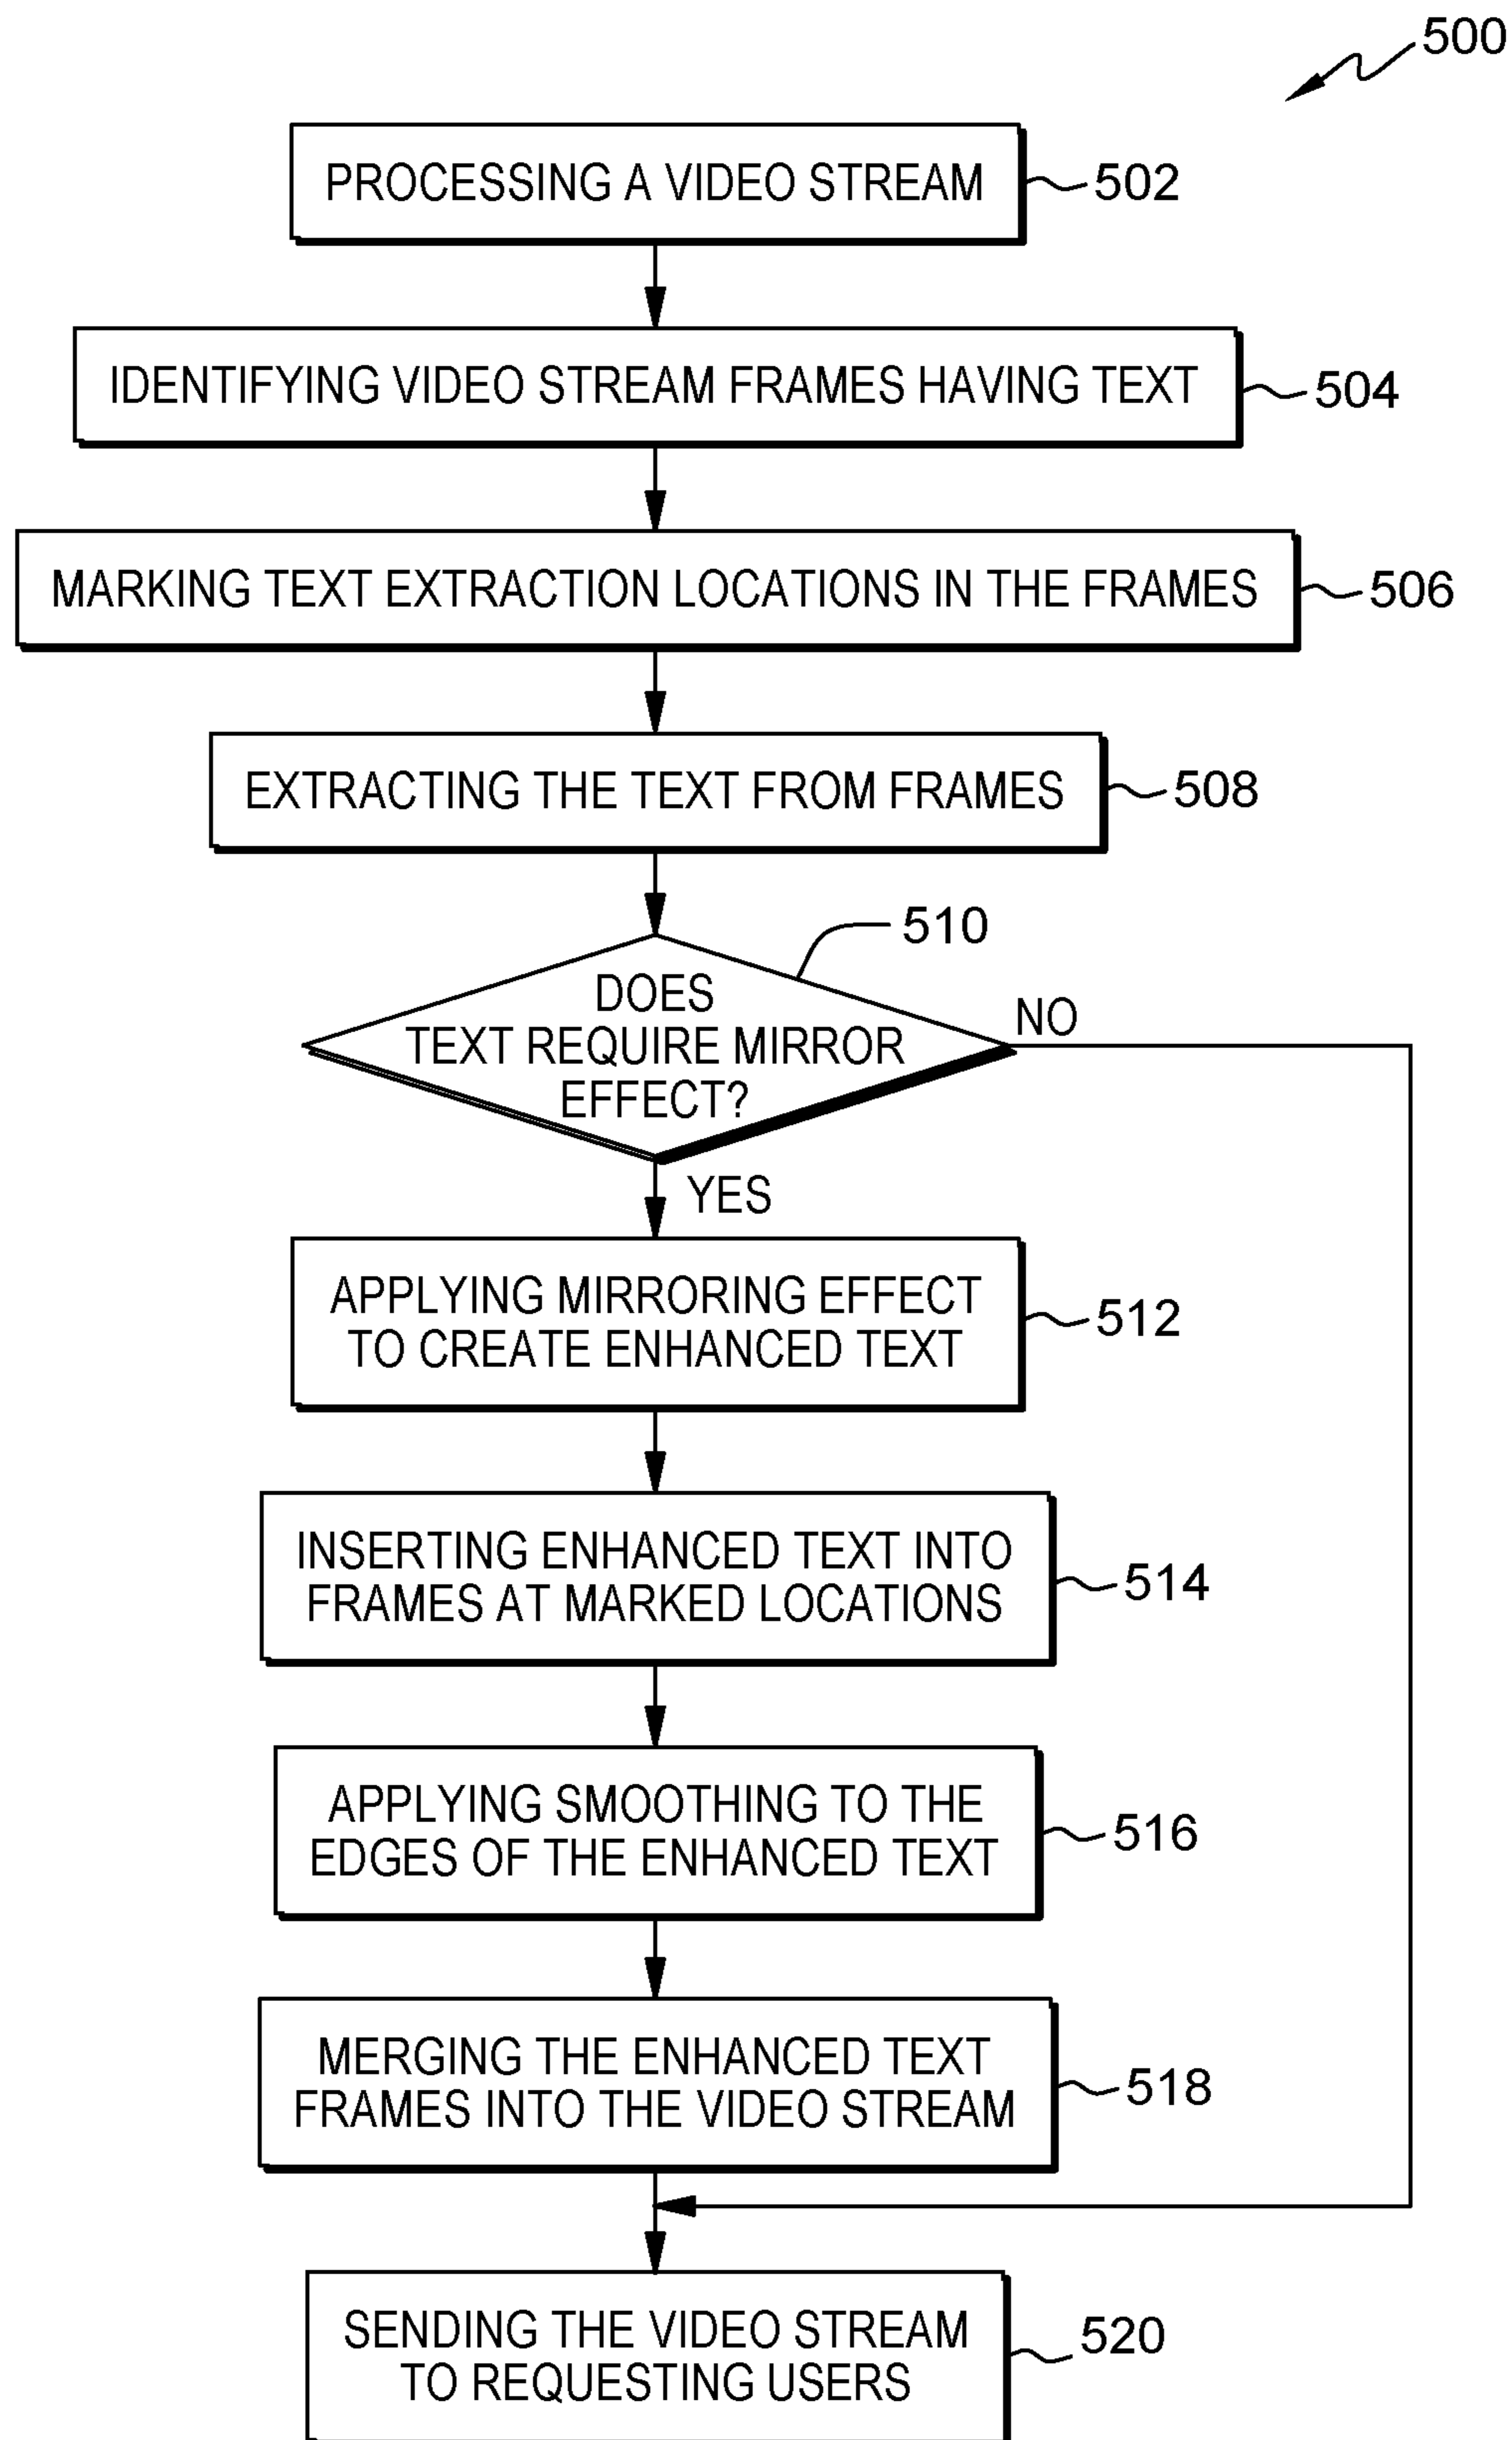 500
PROCESSING A VIDEO STREAM
502
IDENTIFYING VIDEO STREAM FRAMES HAVING TEXT
504
MARKING TEXT EXTRACTION LOCATIONS IN THE FRAMES
506
EXTRACTING THE TEXT FROM FRAMES
508
510
DOES
TEXT REQUIRE MIRROR
EFFECT?
NO
YES
APPLYING MIRRORING EFFECT
TO CREATE ENHANCED TEXT
512
INSERTING ENHANCED TEXT INTO
FRAMES AT MARKED LOCATIONS
514
APPLYING SMOOTHING TO THE
EDGES OF THE ENHANCED TEXT
516
MERGING THE ENHANCED TEXT
FRAMES INTO THE VIDEO STREAM
518
SENDING THE VIDEO STREAM
TO REQUESTING USERS
520